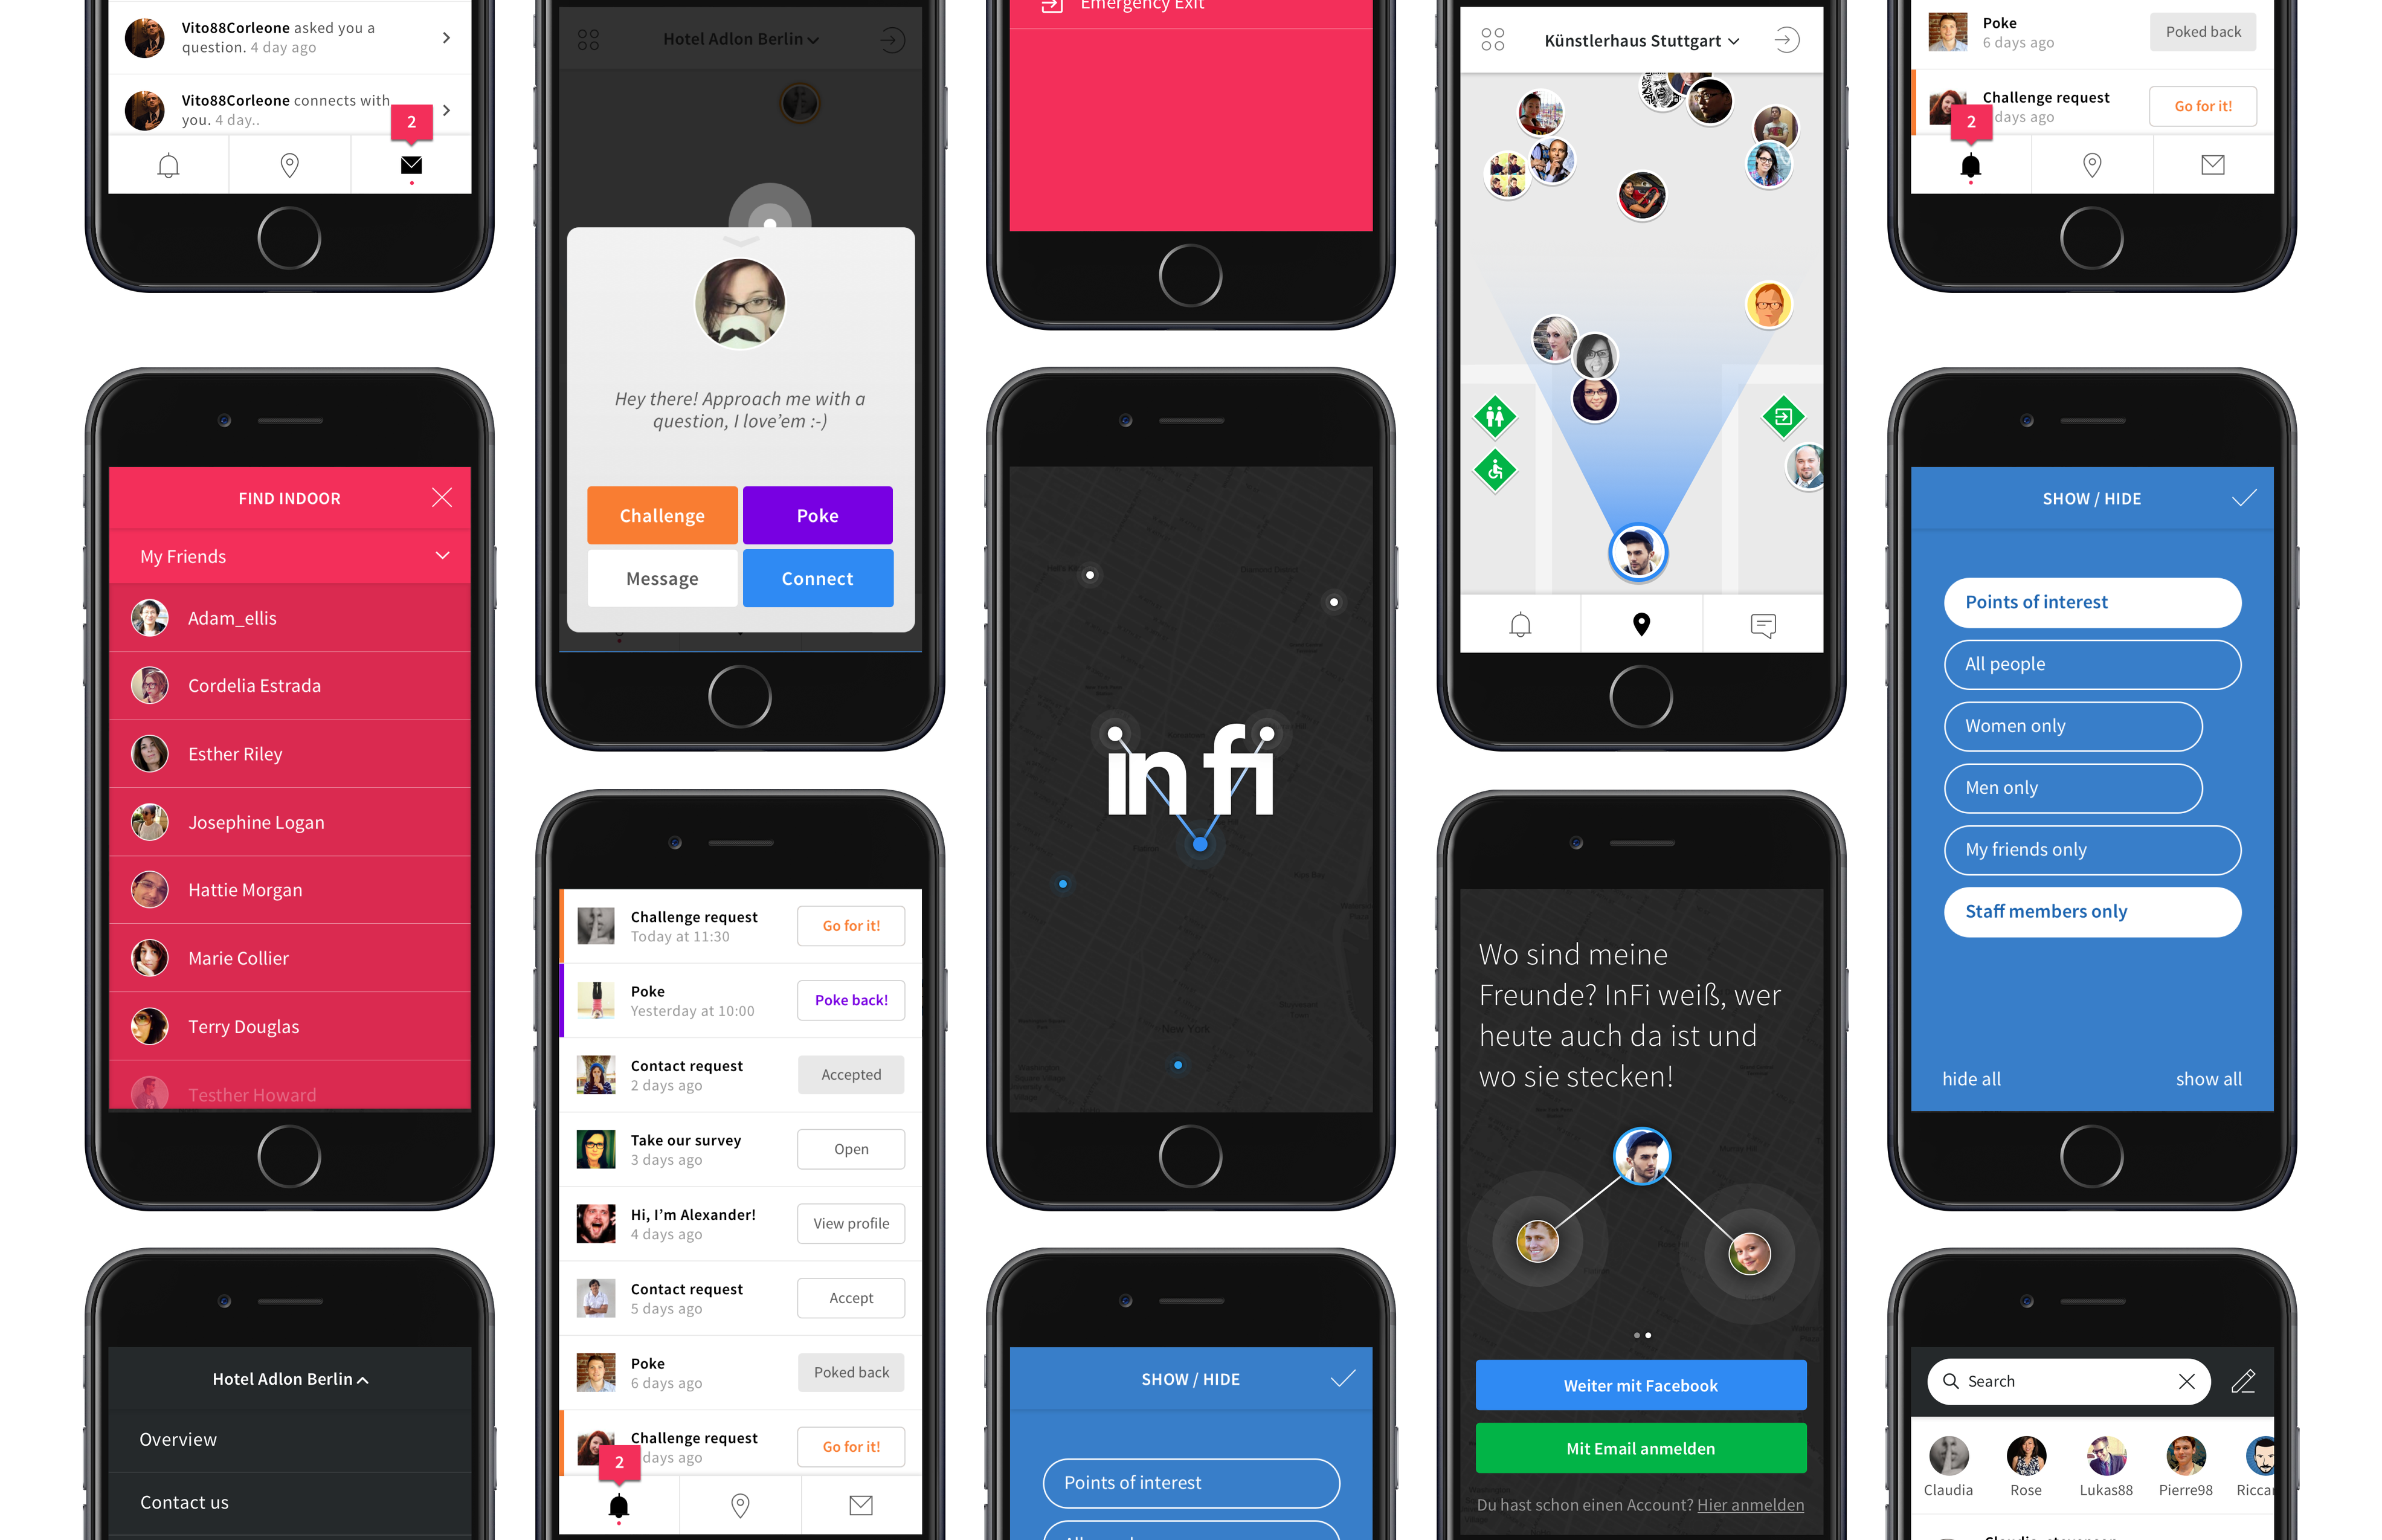 Vito88Corleone asked you a
question. 4 day ago
Vito88Corleone connects with
you. 4 day..
2
FIND INDOOR
My Friends
Adam_ellis
Cordelia Estrada
Esther Riley
Josephine Logan
Hattie Morgan
Marie Collier
Terry Douglas
Testher Howard
Hotel Adlon Berlin
Overview
Contact us
Hotel Adlon Berlin
Hey there! Approach me with a
question, I love'em :-)
Challenge
Poke
Message
Connect
Challenge request
Today at 11:30
Go for it!
Poke
Yesterday at 10:00
Poke back!
Contact request
2 days ago
Accepted
Take our survey
3 days ago
Open
Hi, I'm Alexander!
4 days ago
View profile
Contact request
5 days ago
Accept
Poke
6 days ago
Poked back
Challenge request
days ago
Go for it!
2
Emergency Exit
in fi
New York
SHOW / HIDE
Points of interest
Künstlerhaus Stuttgart
Wo sind meine
Freunde? InFi weiß, wer
heute auch da ist und
wo sie stecken!
Weiter mit Facebook
Mit Email anmelden
Du hast schon einen Account? Hier anmelden
Poke
6 days ago
Poked back
Challenge request
days ago
Go for it!
2
SHOW / HIDE
Points of interest
All people
Women only
Men only
My friends only
Staff members only
hide all
show all
Search
Claudia
Rose
Lukas88
Pierre98
Riccar